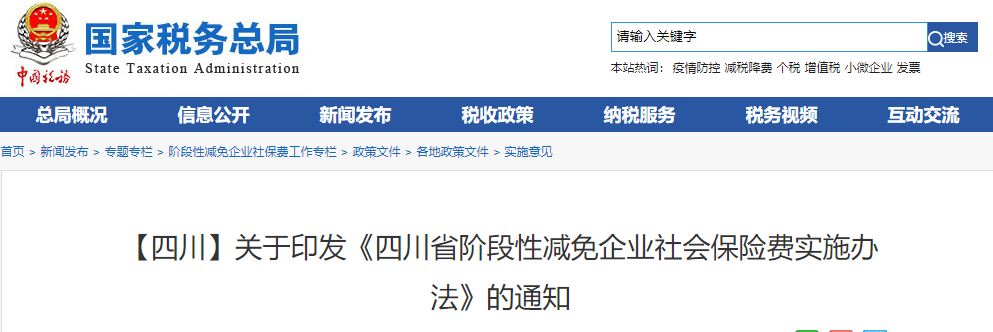 国家税务总局
State Taxation Administration
中国税务
请输入关键字
搜索
本站热词: 疫情防控 减税降费 个税 增值税 小微企业 发票
总局概况 信息公开 新闻发布 税收政策 纳税服务 税务视频 互动交流
首页 > 新闻发布 > 专题专栏 > 阶段性减免企业社保费工作专栏 > 政策文件 > 各地政策文件 > 实施意见
【四川】关于印发《四川省阶段性减免企业社会保险费实施办
法》的通知